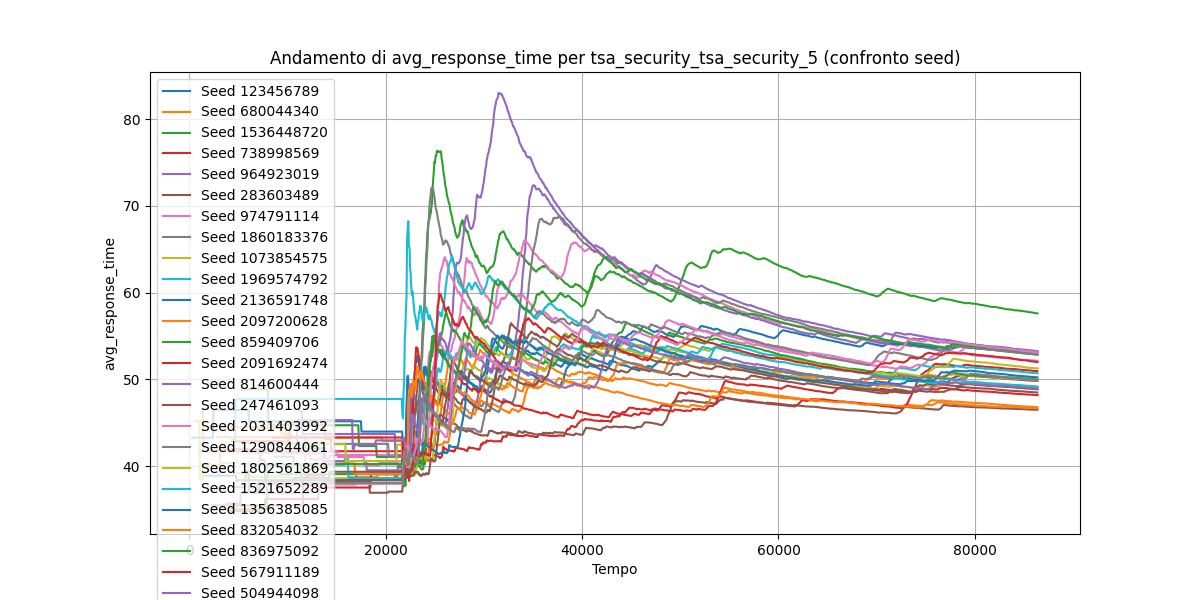 Andamento di avg_response_time per tsa_security_tsa_security_5 (confronto seed)
avg_response_time
80
70
60
50
40
Seed 123456789
Seed 680044340
Seed 1536448720
Seed 738998569
Seed 964923019
Seed 283603489
Seed 974791114
Seed 1860183376
Seed 1073854575
Seed 1969574792
Seed 2136591748
Seed 2097200628
Seed 859409706
Seed 2091692474
Seed 814600444
Seed 247461093
Seed 2031403992
Seed 1290844061
Seed 1802561869
Seed 1521652289
Seed 1356385085
Seed 832054032
Seed 836975092
Seed 567911189
Seed 504944098
0 20000 40000 60000 80000
Tempo